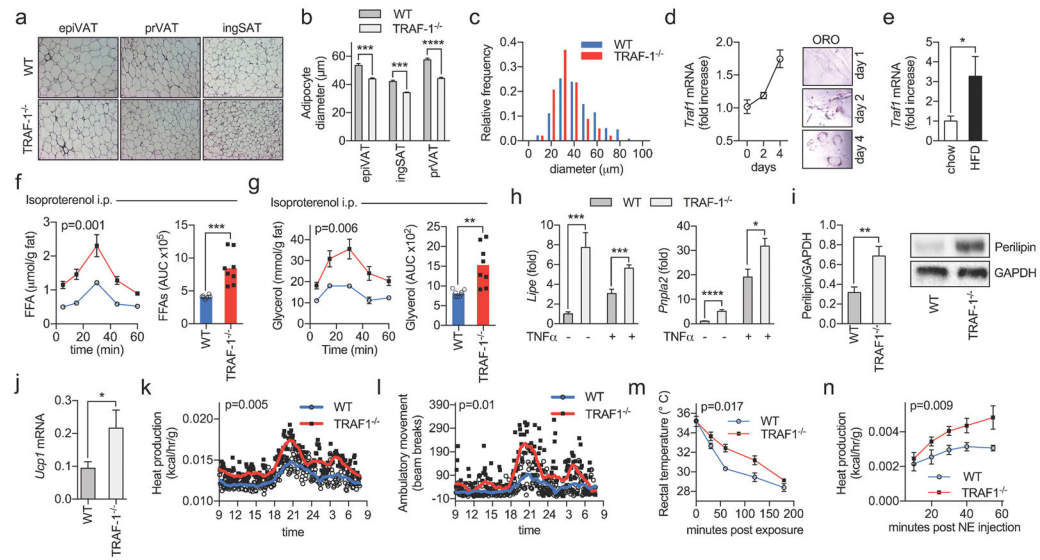 a
epiVAT prVAT ingSAT
WT
TRAF-1-/-
b
WT
TRAF-1-/-
Adipocyte
diameter (μm)
80
60
40
20
0
*** *** ****
epiVAT
ingSAT
prVAT
c
Relative frequency
0.4
0.3
0.2
0.1
0.0
WT
TRAF-1-/-
0 20 40 60 80 100
diameter (μm)
d
Traf1 mRNA
(fold increase)
2.0
1.5
1.0
0.5
0.0
0 2 4
days
ORO
day 1
day 2
day 4
e
Traf1 mRNA
(fold increase)
5
4
3
2
1
0
*
chow
HFD
f
Isoproterenol i.p.
p=0.001
FFA
(μmol/g fat)
3
2
1
0
0 20 40 60
time (min)
FFAs (AUC x10⁵)
15
10
5
0
***
WT
TRAF-1-/-
g
Isoproterenol i.p.
p=0.006
Glycerol (mmol/g fat)
50
40
30
20
10
0
0 20 40 60
Time (min)
Glyverol (AUC x10²)
25
20
15
10
5
0
**
WT
TRAF-1-/-
h
WT TRAF-1-/-
Lipe (fold)
10
8
6
4
2
0
*** ***
TNFα - - + +
Pnpla2 (fold)
40
30
20
10
0
**** *
- - + +
i
Perilipin/GAPDH
1.0
0.8
0.6
0.4
0.2
0.0
**
WT
TRAF1-/-
Perilipin
GAPDH
WT
TRAF-1-/-
j
Ucp1 mRNA
0.3
0.2
0.1
0.0
*
WT
TRAF-1-/-
k
p=0.005
WT
TRAF1-/-
Heat production
(kcal/hr/g)
0.020
0.015
0.010
9 12 15 18 21 24 3 6 9
time
l
p=0.01
WT
TRAF1-/-
Ambulatory movement
(beam breaks)
390
290
190
90
-10
9 12 15 18 21 24 3 6 9
time
m
p=0.017
WT
TRAF1-/-
Rectal temperature (° C)
38
36
34
32
30
28
0 50 100 150 200
minutes post exposure
n
p=0.009
WT
TRAF1-/-
Heat production
(kcal/hr/g)
0.006
0.004
0.002
0.000
0 20 40 60
minutes post NE injection